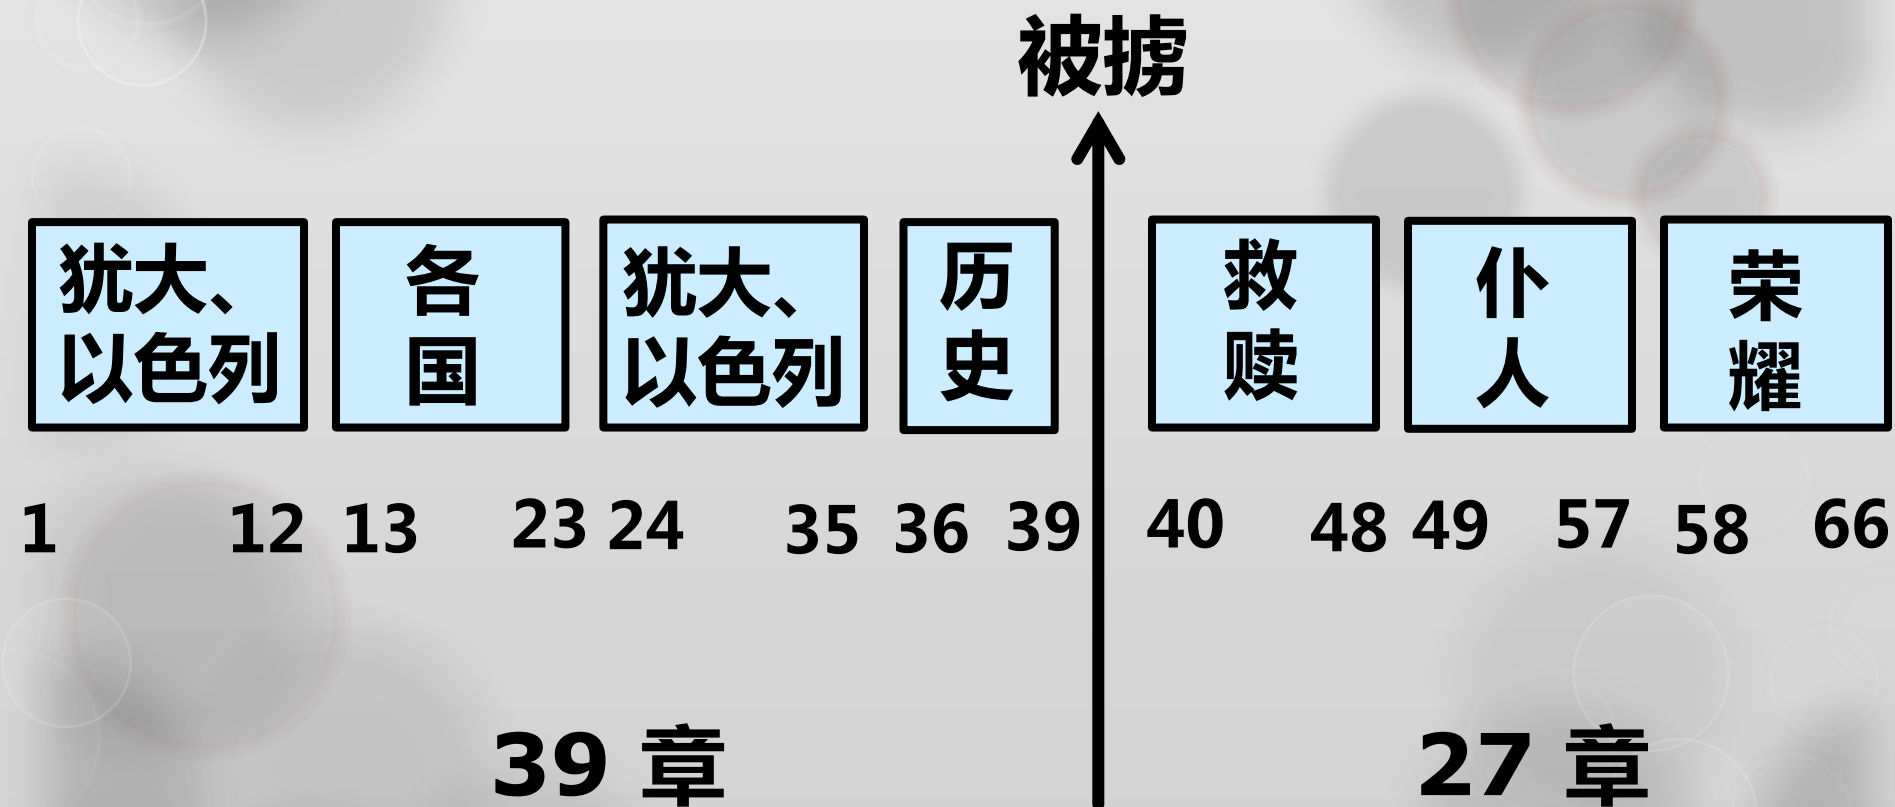 被掳
犹大、
以色列
各
国
犹大、
以色列
历
史
救
赎
仆
人
荣
耀
1 12 13 23 24 35 36 39 40 48 49 57 58 66
39 章 27 章